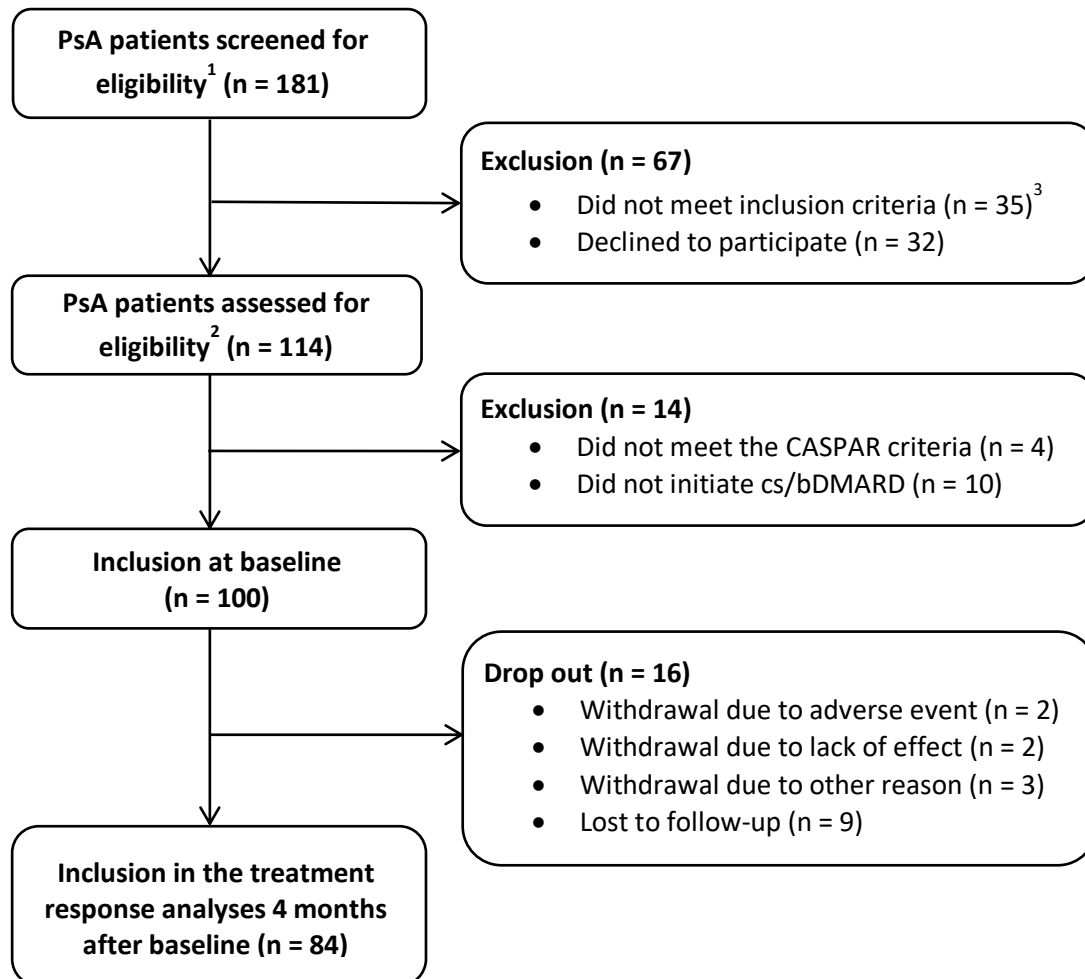 PsA patients screened for
eligibility¹ (n = 181)
Exclusion (n = 67)
• Did not meet inclusion criteria (n = 35)³
• Declined to participate (n = 32)
PsA patients assessed for
eligibility² (n = 114)
Exclusion (n = 14)
• Did not meet the CASPAR criteria (n = 4)
• Did not initiate cs/bDMARD (n = 10)
Inclusion at baseline
(n = 100)
Drop out (n = 16)
• Withdrawal due to adverse event (n = 2)
• Withdrawal due to lack of effect (n = 2)
• Withdrawal due to other reason (n = 3)
• Lost to follow-up (n = 9)
Inclusion in the treatment
response analyses 4 months
after baseline (n = 84)